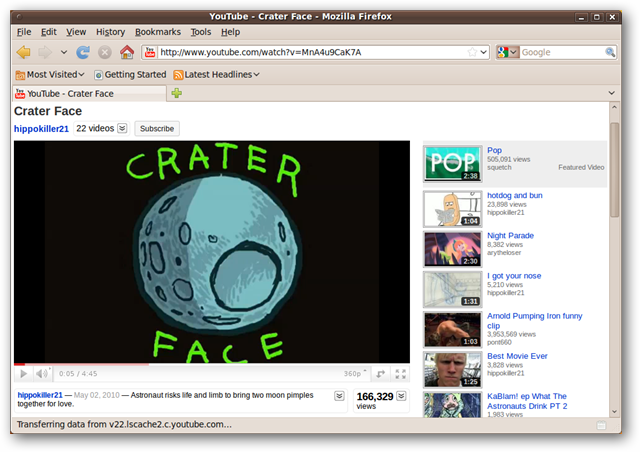 YouTube - Crater Face - Mozilla Firefox
File Edit View History Bookmarks Tools Help
You Tube http://www.youtube.com/watch?v=MnA4u9CaK7A Google
Most Visited Getting Started Latest Headlines
You Tube YouTube - Crater Face
Crater Face
hippokiller21 22 videos Subscribe
CRATER
FACE
0:05 / 4:45 360p
hippokiller21 — May 02, 2010 — Astronaut risks life and limb to bring two moon pimples
together for love.
166,329
views
POP
2:38
Pop
505,091 views
squetch Featured Video
1:04
hotdog and bun
23,898 views
hippokiller21
2:30
Night Parade
8,382 views
arytheloser
1:31
I got your nose
5,210 views
hippokiller21
1:03
Arnold Pumping Iron funny
clip
3,953,569 views
pont660
1:25
Best Movie Ever
3,828 views
hippokiller21
KaBlam! ep What The
Astronauts Drink PT 2
1,983 views
Transferring data from v22.lscache2.c.youtube.com...